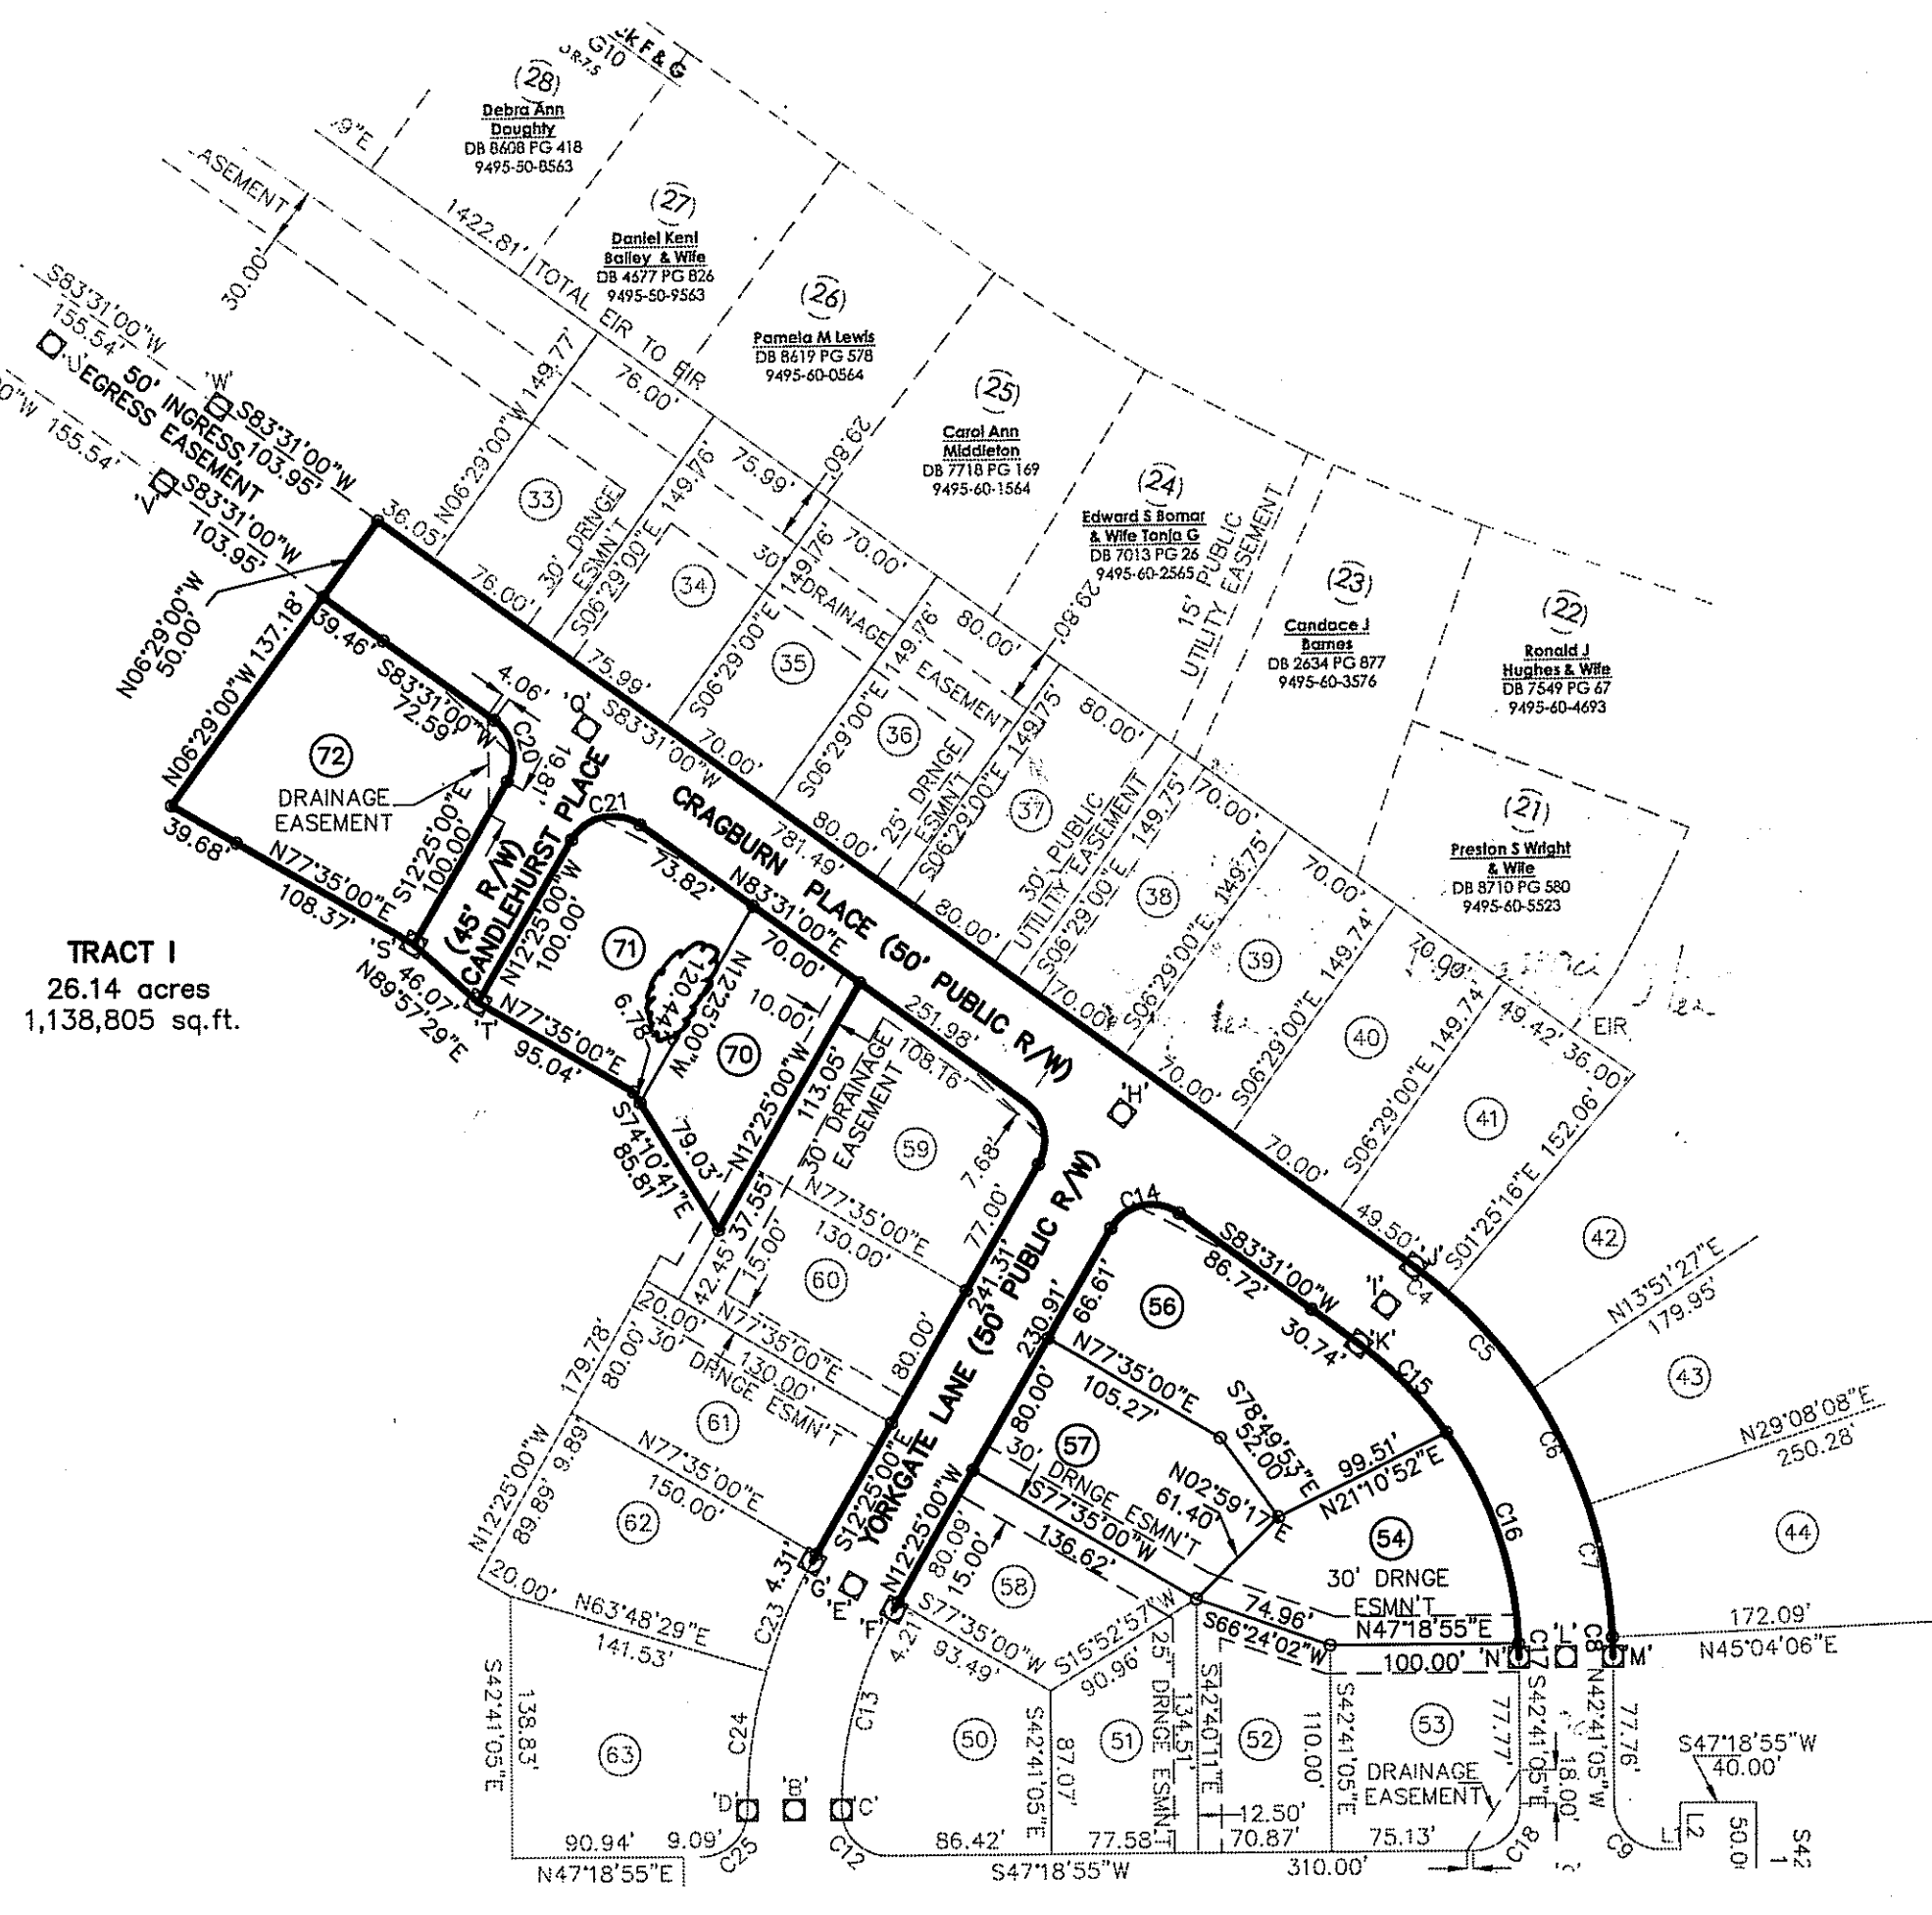 CK F & G
G10
R-7.5
(28)
Debra Ann
Doughty
DB 8608 PG 418
9495-50-8563
9"E
ASEMENT
30.00'
1422.81' TOTAL EIR TO EIR
(27)
Daniel Kent
Bailey & Wife
DB 4577 PG 826
9495-50-9563
(26)
Pamela M Lewis
DB 8619 PG 578
9495-60-0564
(25)
Carol Ann
Middleton
DB 7718 PG 169
9495-60-1564
(24)
Edward S Bomar
& Wife Tonja G
DB 7013 PG 26
9495-60-2565
(23)
Candace J
Barnes
DB 2634 PG 877
9495-60-3576
(22)
Ronald J
Hughes & Wife
DB 7549 PG 67
9495-60-4693
(21)
Preston S Wright
& Wife
DB 8710 PG 580
9495-60-5523
15' PUBLIC
UTILITY EASEMENT
S83°31'00"W
155.54'
'U'
50' INGRESS,
EGRESS EASEMENT
'W'
S83°31'00"W
103.95'
00"W 155.54'
'V'
S83°31'00"W
103.95'
36.05'
N06°29'00"W 149.77'
76.00'
75.99'
29.80'
70.00'
80.00'
29.89'
80.00'
70.00'
70.00'
70.00'
49.42'
36.00'
EIR
33
30' DRNGE
ESMN'T
S06°29'00"E 149.76'
34
30' DRAINAGE EASEMENT
S06°29'00"E 149.76'
35
S06°29'00"E 149.76'
36
25' DRNGE
ESMN'T
S06°29'00"E 149.75'
37
30' PUBLIC
UTILITY EASEMENT
S06°29'00"E 149.75'
38
S06°29'00"E 149.75'
39
S06°29'00"E 149.74'
40
S06°29'00"E 149.74'
41
S01°25'16"E 152.06'
42
76.00'
75.99'
S83°31'00"W
70.00'
781.49'
80.00'
80.00'
70.00'
70.00'
70.00'
49.50'
'J'
C4
N06°29'00"W
50.00'
N06°29'00"W 137.18'
39.46'
S83°31'00"W
72.59'
4.06'
'Q'
C20
19.81'
72
DRAINAGE
EASEMENT
S12°25'00"E
100.00'
39.68'
N77°35'00"E
108.37'
'S'
46.07'
N89°57'29"E
'T'
(45' R/W)
CANDLEHURST PLACE
CRAGBURN PLACE (50' PUBLIC R/W)
C21
73.82'
N83°31'00"E
70.00'
N12°25'00"W
100.00'
71
120.44'
N12°25'00"W
6.78'
N77°35'00"E
95.04'
10.00'
70
N12°25'00"W
113.05'
79.03'
S74°10'41"E
85.81'
TRACT I
26.14 acres
1,138,805 sq.ft.
251.98'
108.16'
30' DRAINAGE
EASEMENT
59
7.68'
77.00'
37.55'
N77°35'00"E
130.00'
'H'
15.00'
60
42.45'
241.31'
20.00'
N77°35'00"E
130.00'
30' DRNGE ESMN'T
179.78'
80.00'
80.00'
61
YORKGATE LANE (50' PUBLIC R/W)
S12°25'00"E
N12°25'00"W
9.89'
N77°35'00"E
150.00'
N12°25'00"W
89.89'
62
4.31'
'G'
'E'
'F'
20.00'
N63°48'29"E
141.53'
C23
C14
S83°31'00"W
86.72'
56
66.61'
230.91'
'I'
'K'
30.74'
C15
C5
N13°51'27"E
179.95'
43
N77°35'00"E
105.27'
80.00'
S78°49'53"E
52.00'
57
30' DRNGE ESMN'T
N02°59'17"E
61.40'
99.51'
N21°10'52"E
C6
N29°08'08"E
250.28'
S77°35'00"W
136.62'
80.09'
15.00'
58
54
C16
C7
44
30' DRNGE
ESMN'T
4.21'
S77°35'00"W
93.49'
S15°52'57"W
90.96'
74.96'
S66°24'02"W
N47°18'55"E
100.00'
'N'
C17
'L'
C8
'M'
172.09'
N45°04'06"E
S42°41'05"E
138.83'
63
C24
C13
50
S42°41'05"E
87.07'
51
25' DRNGE ESMN'T
134.51'
S42°40'11"E
52
110.00'
S42°41'05"E
53
77.77'
S42°41'05"E
18.00'
N42°41'05"W
77.76'
DRAINAGE
EASEMENT
S47°18'55"W
40.00'
'D'
'B'
'C'
12.50'
90.94'
9.09'
C25
C12
86.42'
77.58'
70.87'
75.13'
C18
C9
L1
L2
50.0
S42
1
N47°18'55"E
S47°18'55"W
310.00'